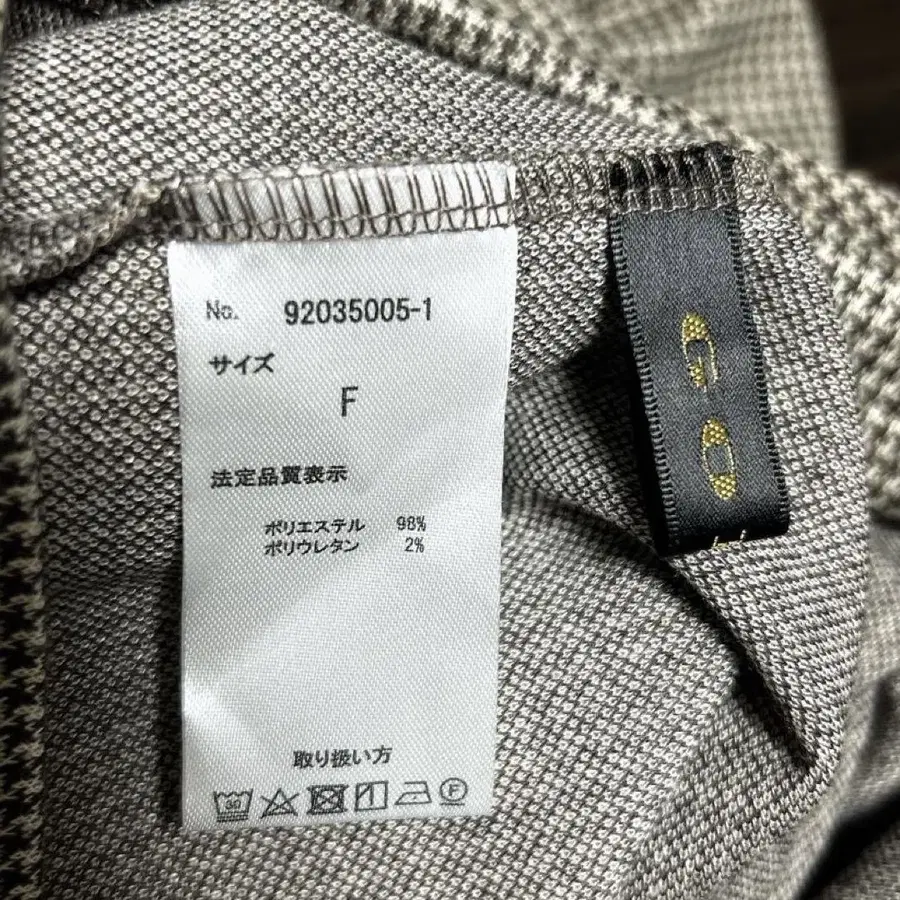 No. 92035005-1
サイズ
F
法定品質表示
ポリエステル 98%
ポリウレタン 2%
取り扱い方
30
F
G O